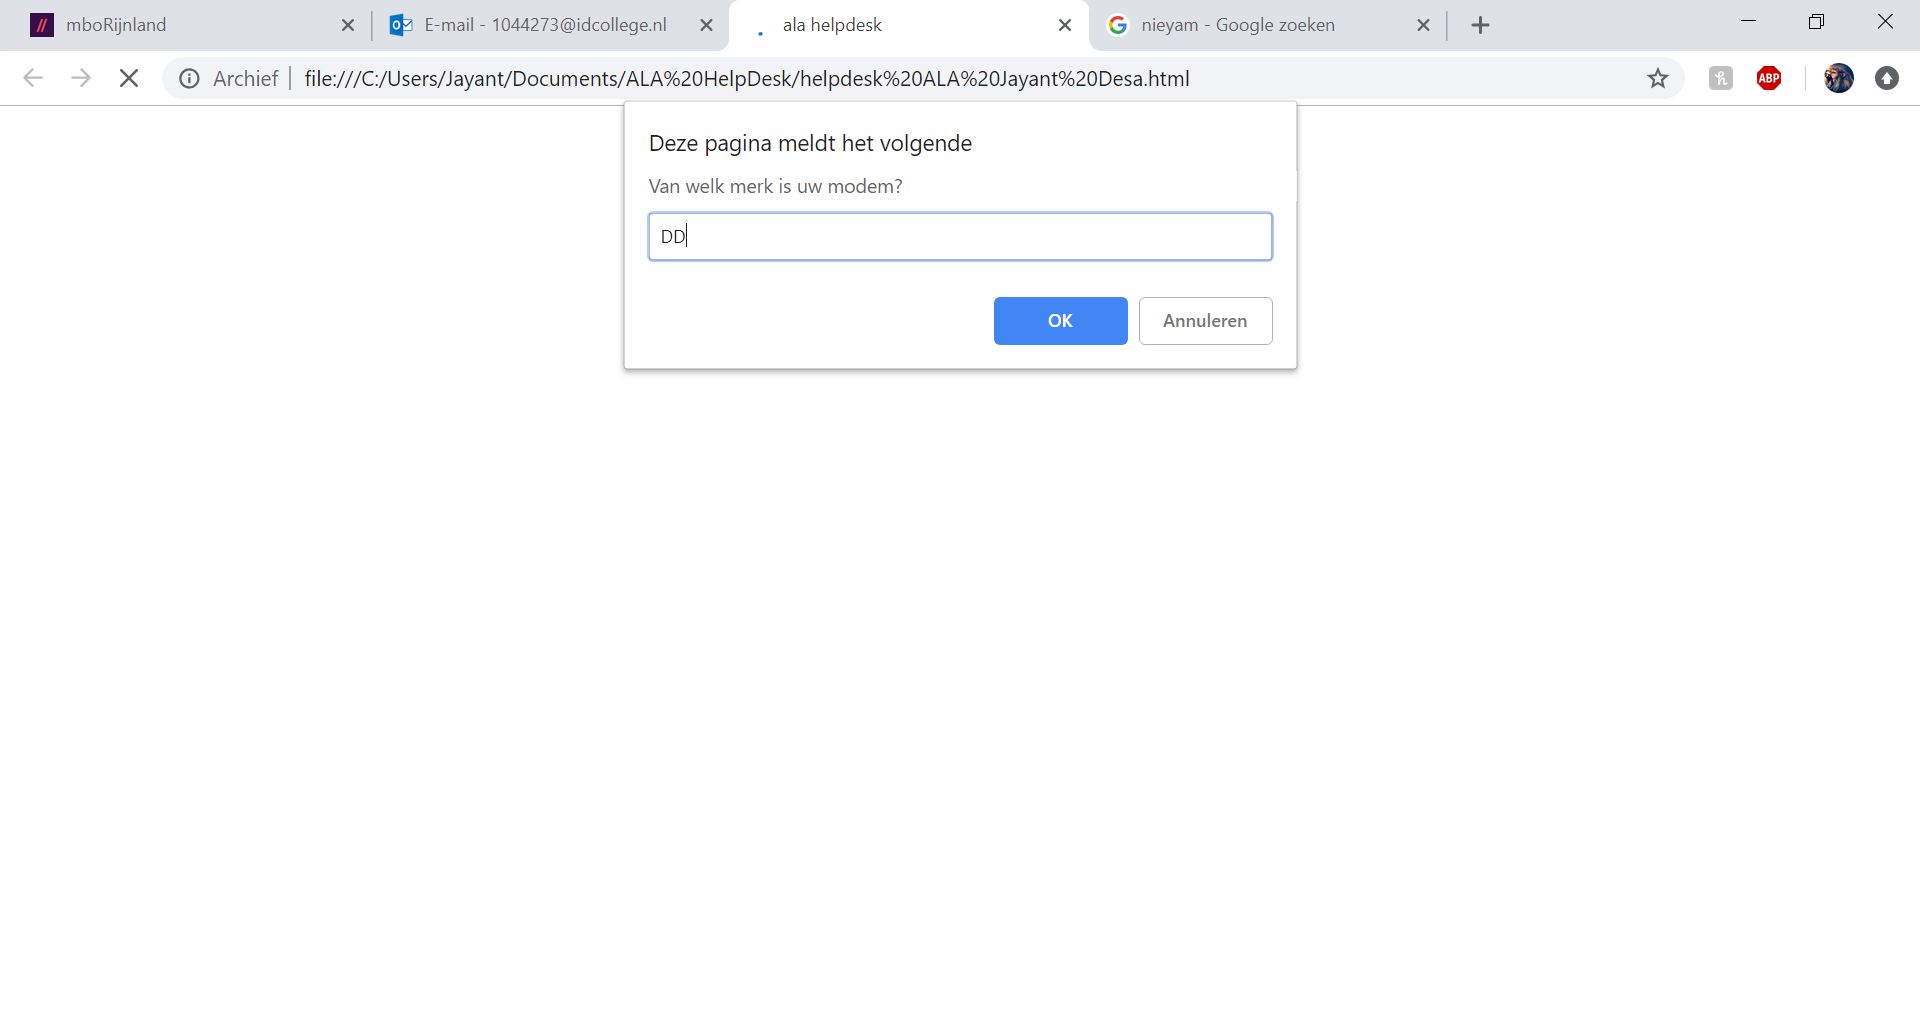 mboRijnland
E-mail - 1044273@idcollege.nl
ala helpdesk
nieyam - Google zoeken
Archief
file:///C:/Users/Jayant/Documents/ALA%20HelpDesk/helpdesk%20ALA%20Jayant%20Desa.html
ABP
Deze pagina meldt het volgende
Van welk merk is uw modem?
DD
OK
Annuleren